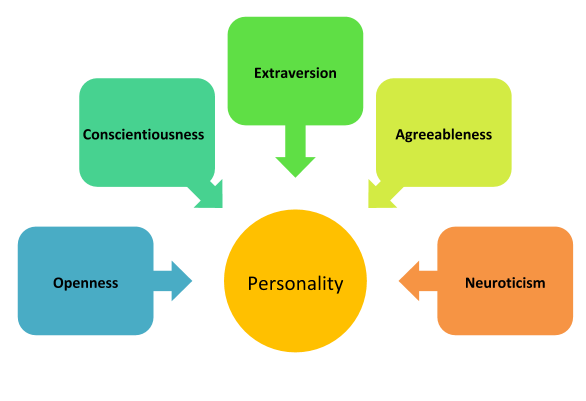 Extraversion
Conscientiousness
Agreeableness
Openness
Personality
Neuroticism